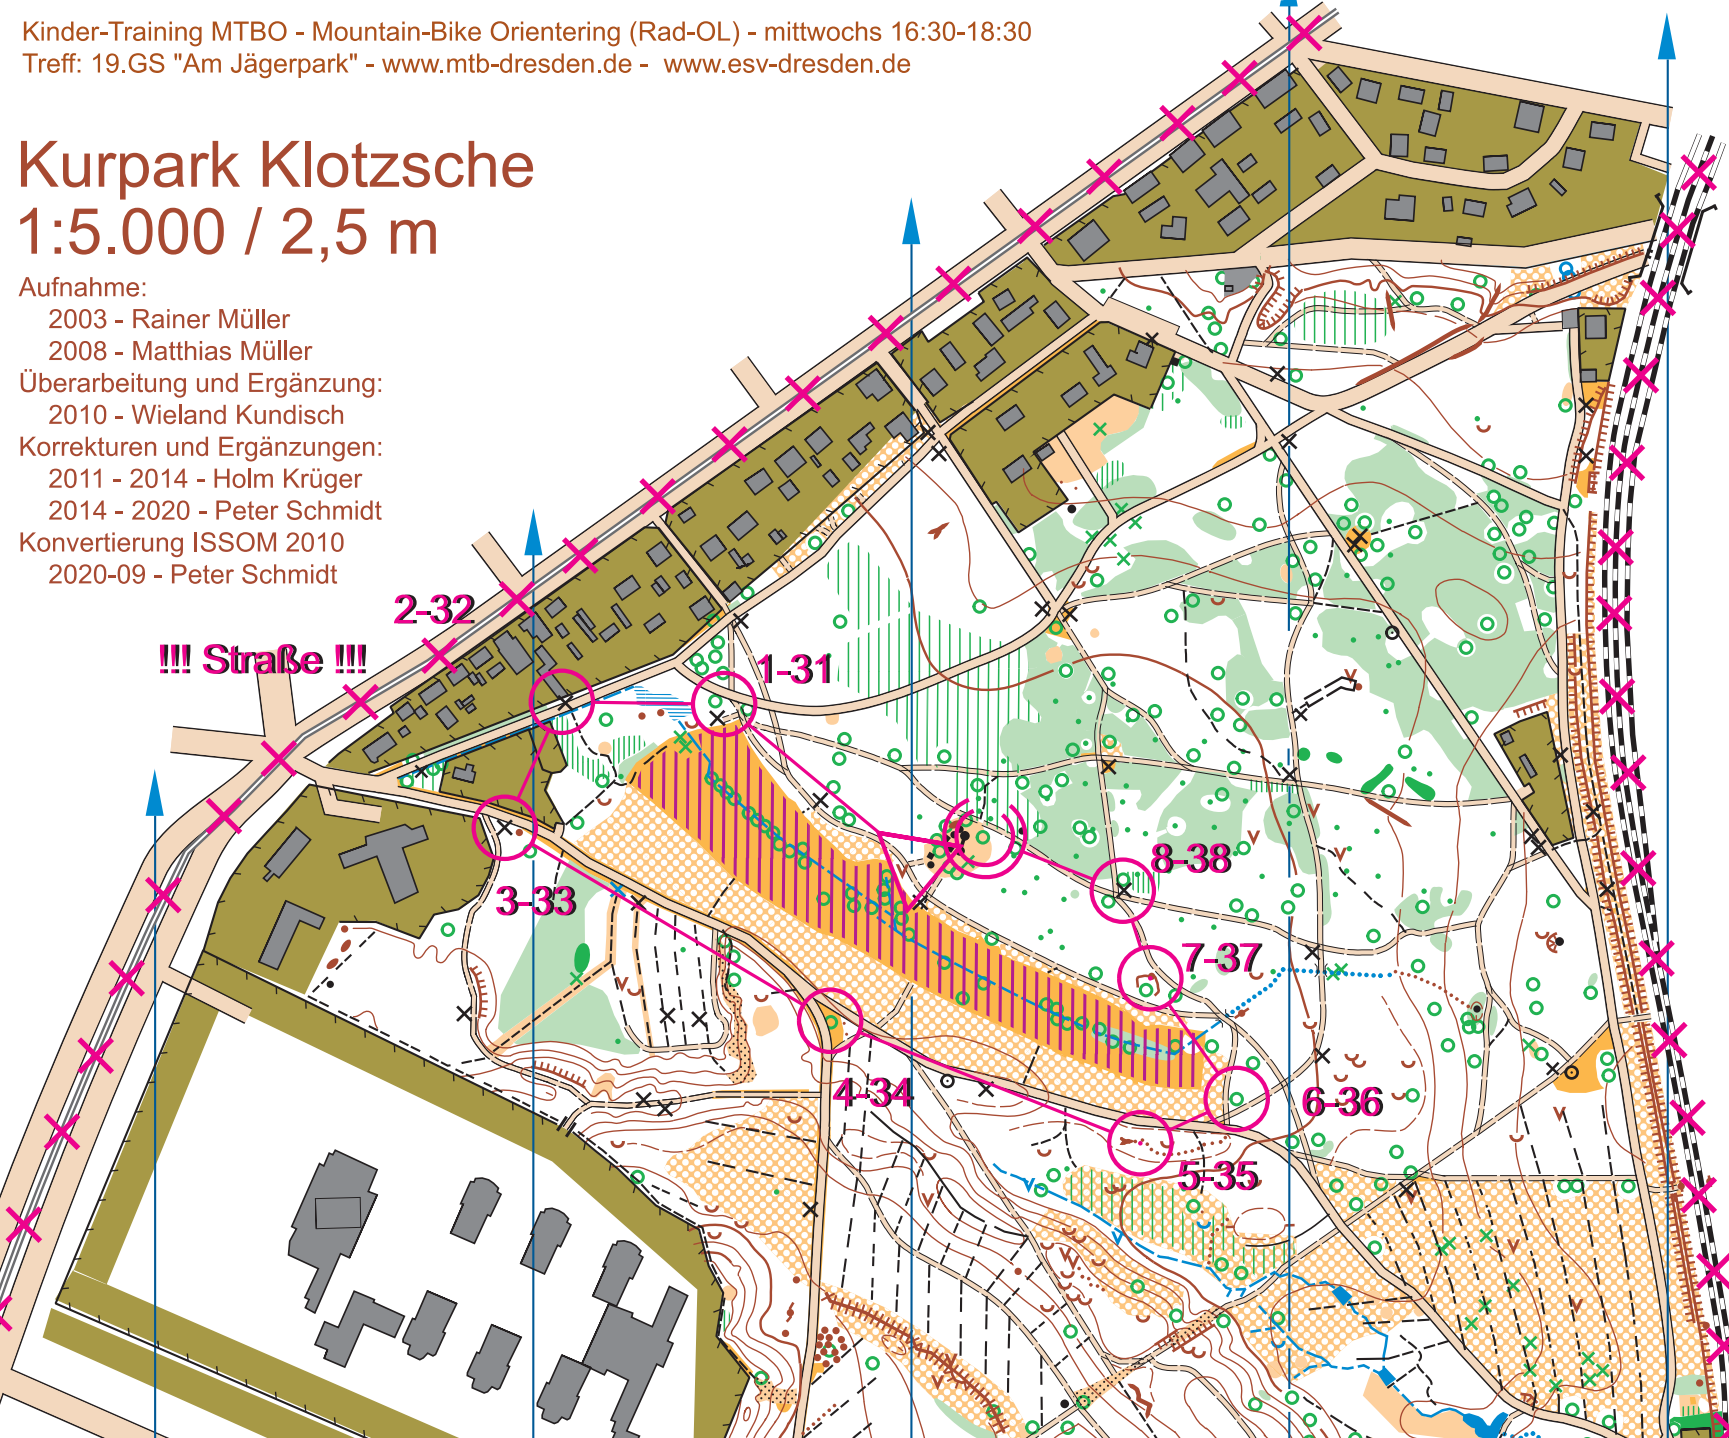 Kinder-Training MTBO - Mountain-Bike Orientering (Rad-OL) - mittwochs 16:30-18:30
Treff: 19.GS "Am Jägerpark" - www.mtb-dresden.de - www.esv-dresden.de
Kurpark Klotzsche
1:5.000 / 2,5 m
Aufnahme:
2003 - Rainer Müller
2008 - Matthias Müller
Überarbeitung und Ergänzung:
2010 - Wieland Kundisch
Korrekturen und Ergänzungen:
2011 - 2014 - Holm Krüger
2014 - 2020 - Peter Schmidt
Konvertierung ISSOM 2010
2020-09 - Peter Schmidt
2-32
!!! Straße !!!
1-31
8-38
3-33
7-37
4-34
6-36
5-35